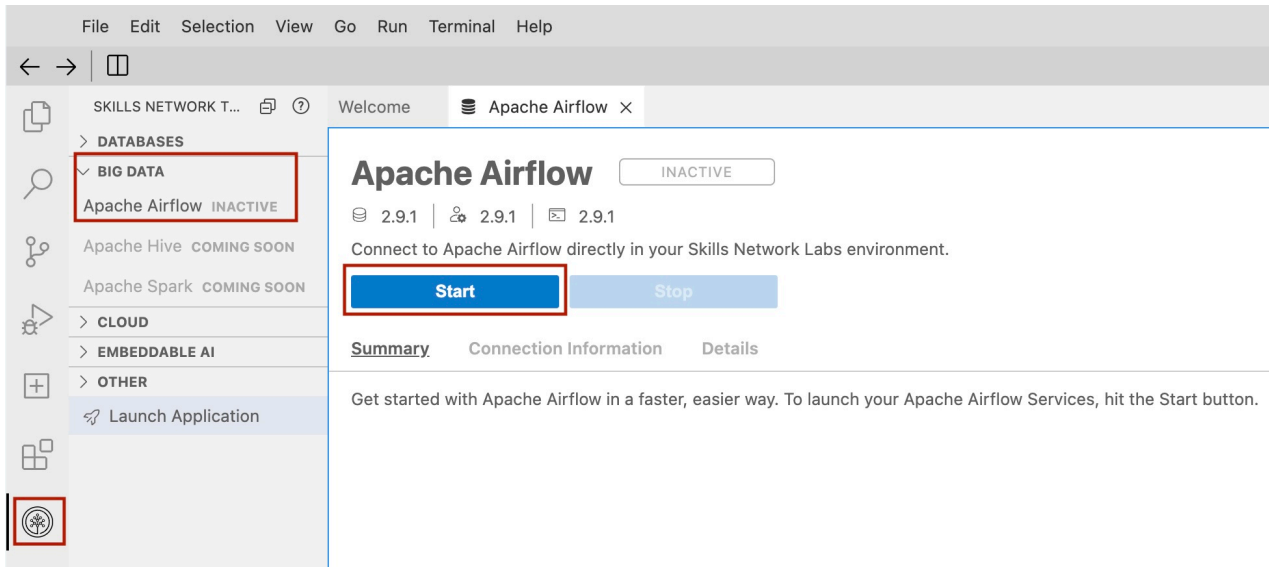 File Edit Selection View Go Run Terminal Help
SKILLS NETWORK T...
DATABASES
BIG DATA
Apache Airflow INACTIVE
Apache Hive COMING SOON
Apache Spark COMING SOON
CLOUD
EMBEDDABLE AI
OTHER
Launch Application
Welcome Apache Airflow
Apache Airflow INACTIVE
2.9.1 2.9.1 2.9.1
Connect to Apache Airflow directly in your Skills Network Labs environment.
Start Stop
Summary Connection Information Details
Get started with Apache Airflow in a faster, easier way. To launch your Apache Airflow Services, hit the Start button.